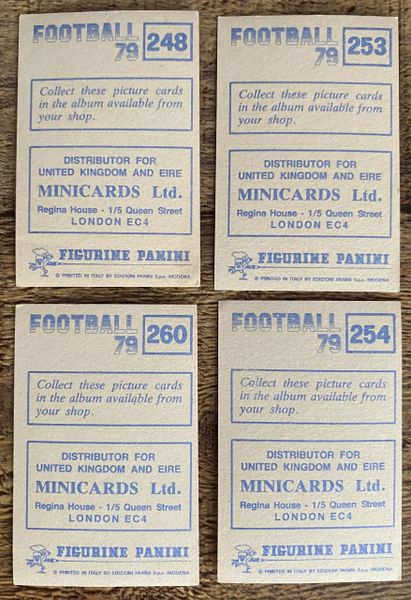 FOOTBALL
79 248
Collect these picture cards
in the album available from
your shop.
DISTRIBUTOR FOR
UNITED KINGDOM AND EIRE
MINICARDS Ltd.
Regina House - 1/5 Queen Street
LONDON EC4
FIGURINE PANINI
© PRINTED IN ITALY BY EDIZIONI PANINI S.p.A. - MODENA
FOOTBALL
79 253
Collect these picture cards
in the album available from
your shop.
DISTRIBUTOR FOR
UNITED KINGDOM AND EIRE
MINICARDS Ltd.
Regina House - 1/5 Queen Street
LONDON EC4
FIGURINE PANINI
© PRINTED IN ITALY BY EDIZIONI PANINI S.p.A. - MODENA
FOOTBALL
79 260
Collect these picture cards
in the album available from
your shop.
DISTRIBUTOR FOR
UNITED KINGDOM AND EIRE
MINICARDS Ltd.
Regina House - 1/5 Queen Street
LONDON EC4
FIGURINE PANINI
© PRINTED IN ITALY BY EDIZIONI PANINI S.p.A. - MODENA
FOOTBALL
79 254
Collect these picture cards
in the album available from
your shop.
DISTRIBUTOR FOR
UNITED KINGDOM AND EIRE
MINICARDS Ltd.
Regina House - 1/5 Queen Street
LONDON EC4
FIGURINE PANINI
© PRINTED IN ITALY BY EDIZIONI PANINI S.p.A. - MODENA